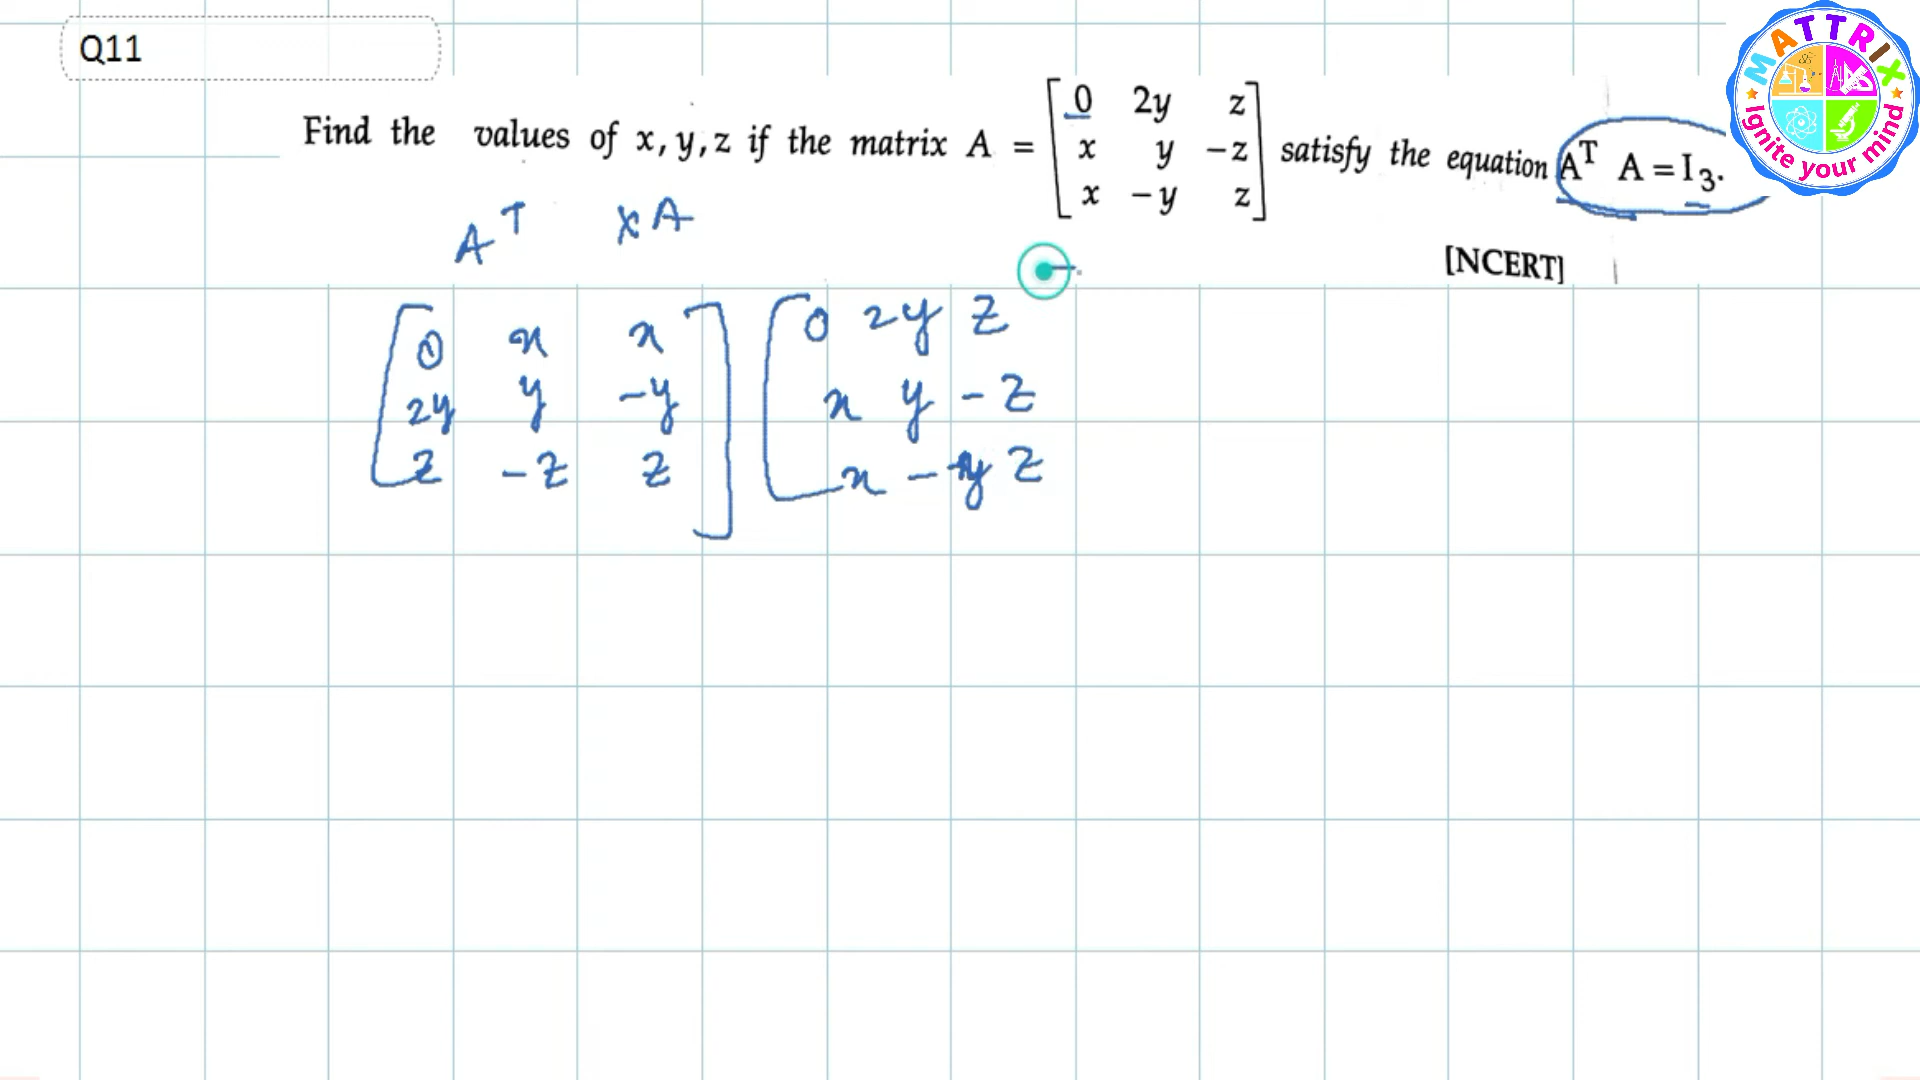 Q11
MATTRIX
Ignite your mind
Find the values of x, y, z if the matrix A = [0 2y z; x y −z; x −y z] satisfy the equation Aᵀ A = I₃.
[NCERT]
Aᵀ × A
[0 x x] [0 2y z
2y y −y x y −z
z −z z] x −y z